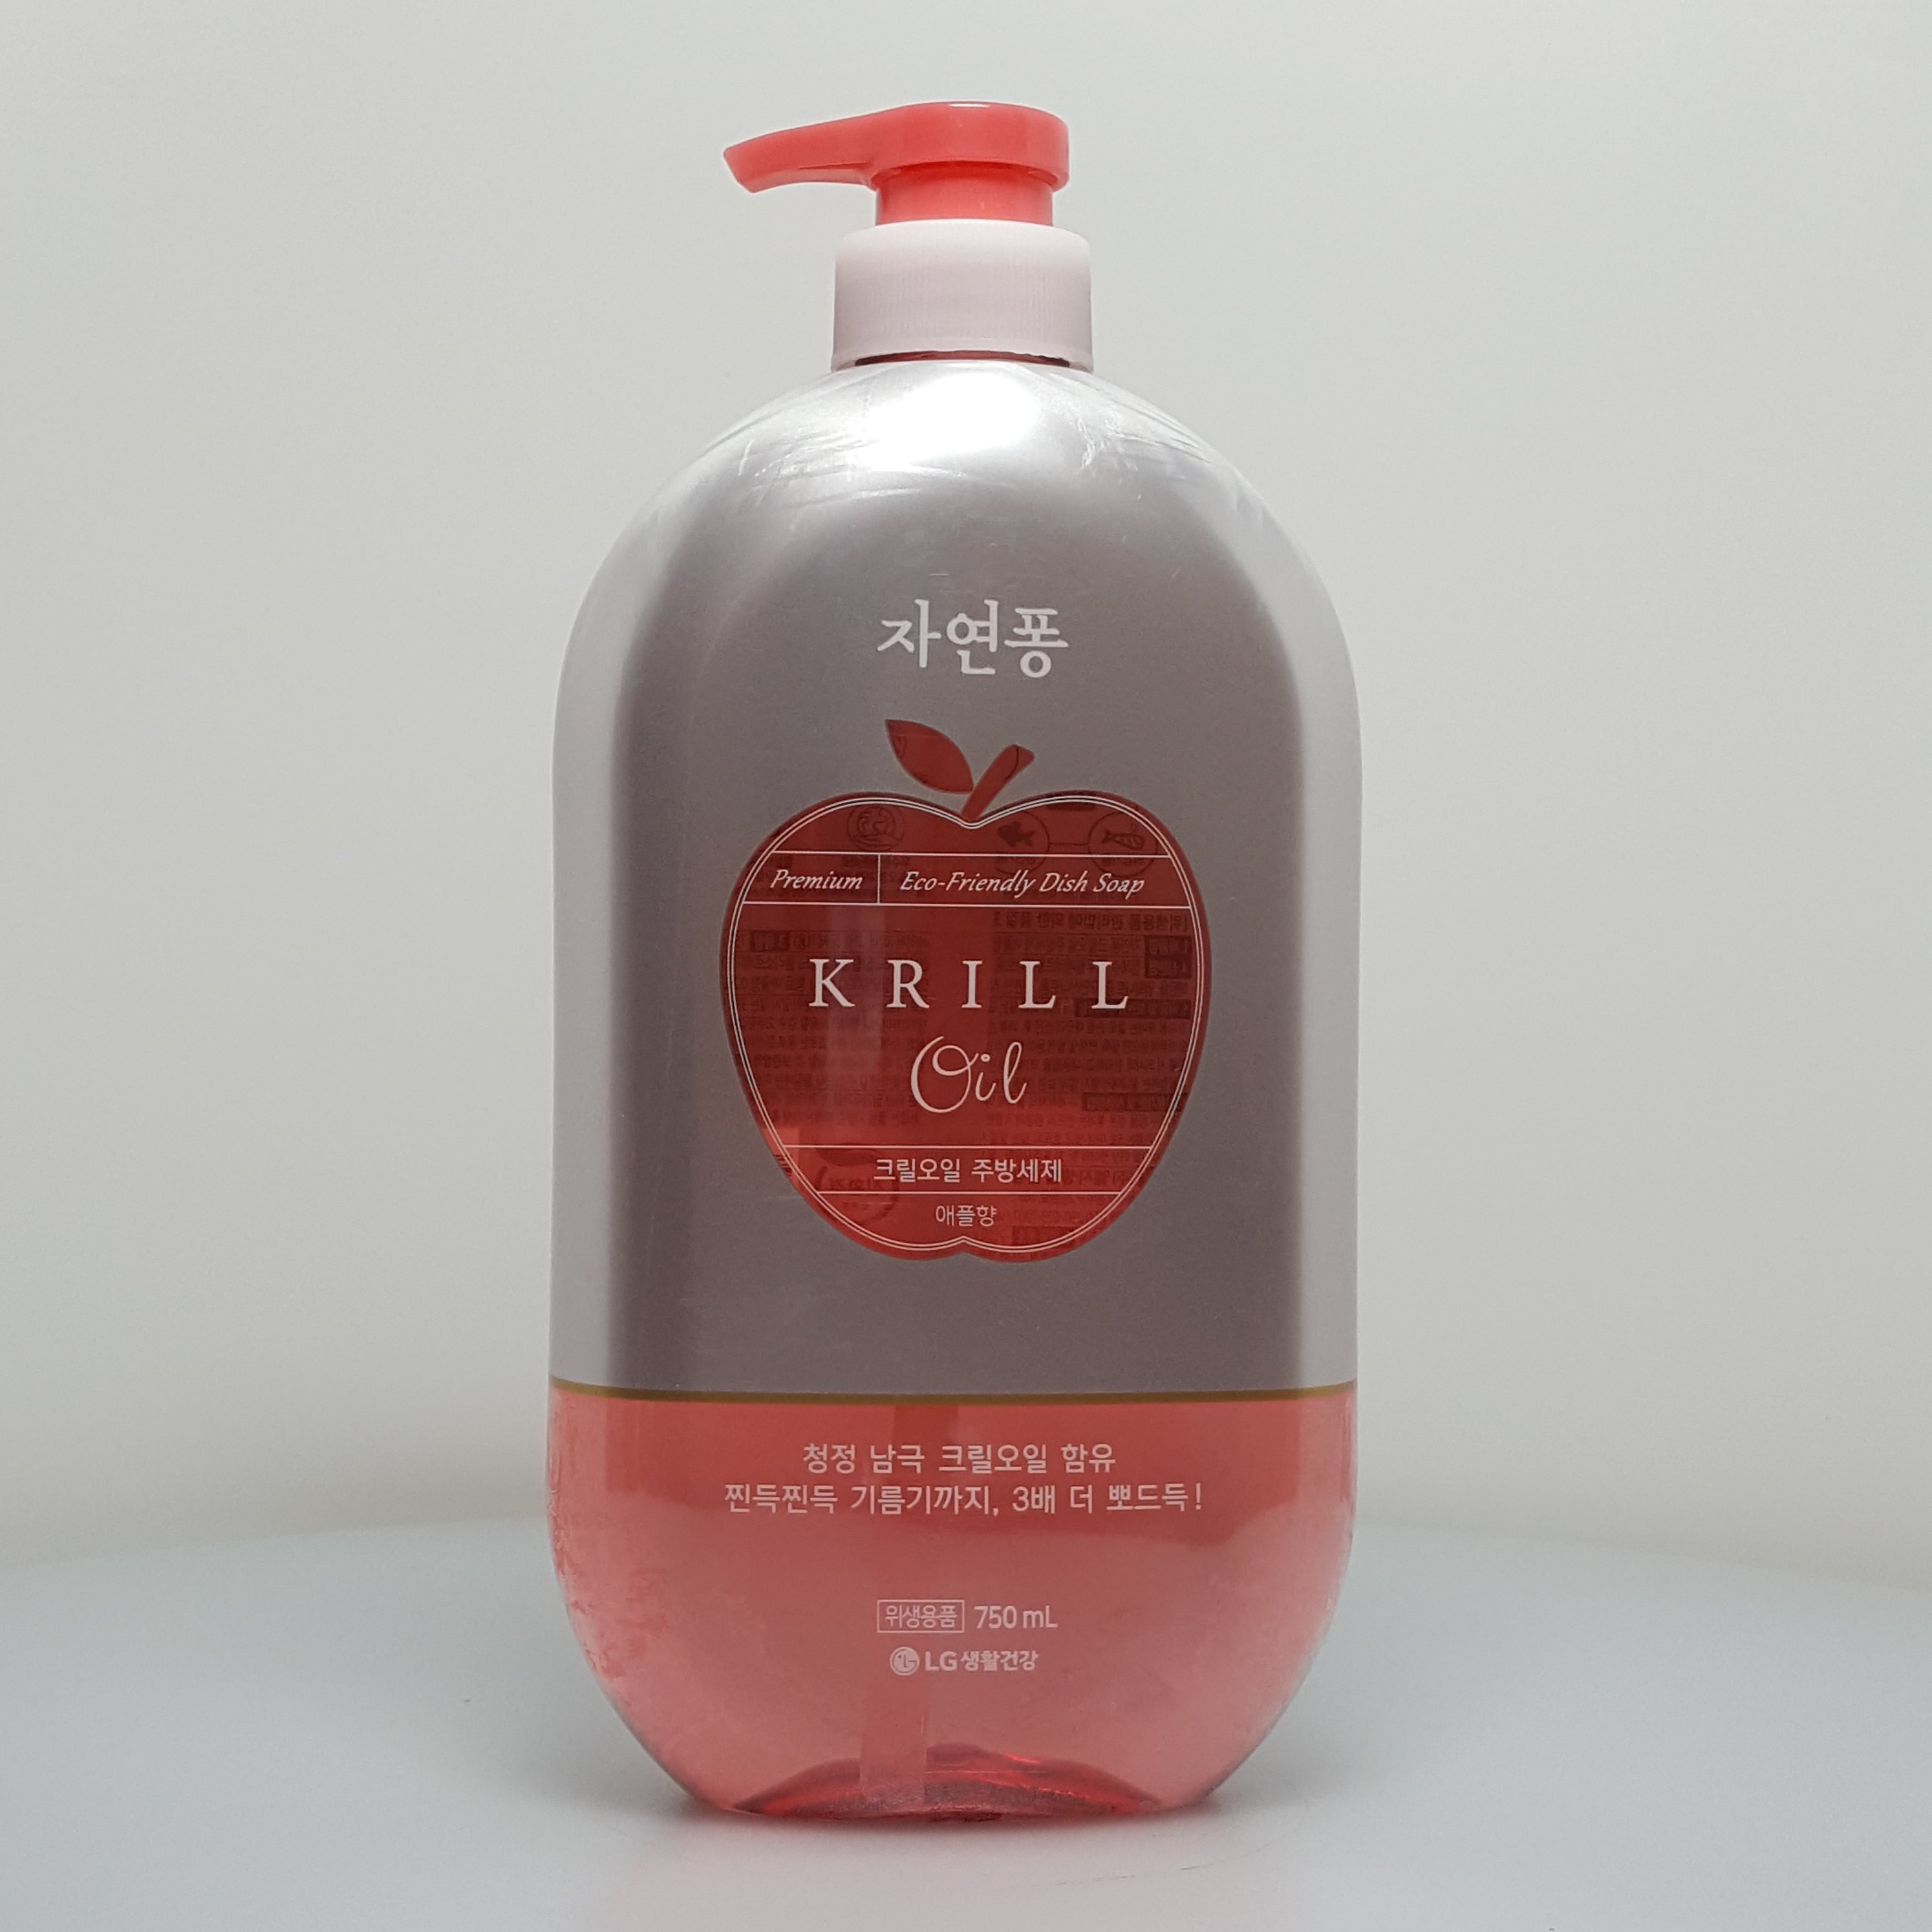 자연퐁
Premium Eco-Friendly Dish Soap
KRILL
Oil
크릴오일 주방세제
애플향
청정 남극 크릴오일 함유
찐득찐득 기름기까지, 3배 더 뽀드득!
위생용품 750 mL
LG생활건강